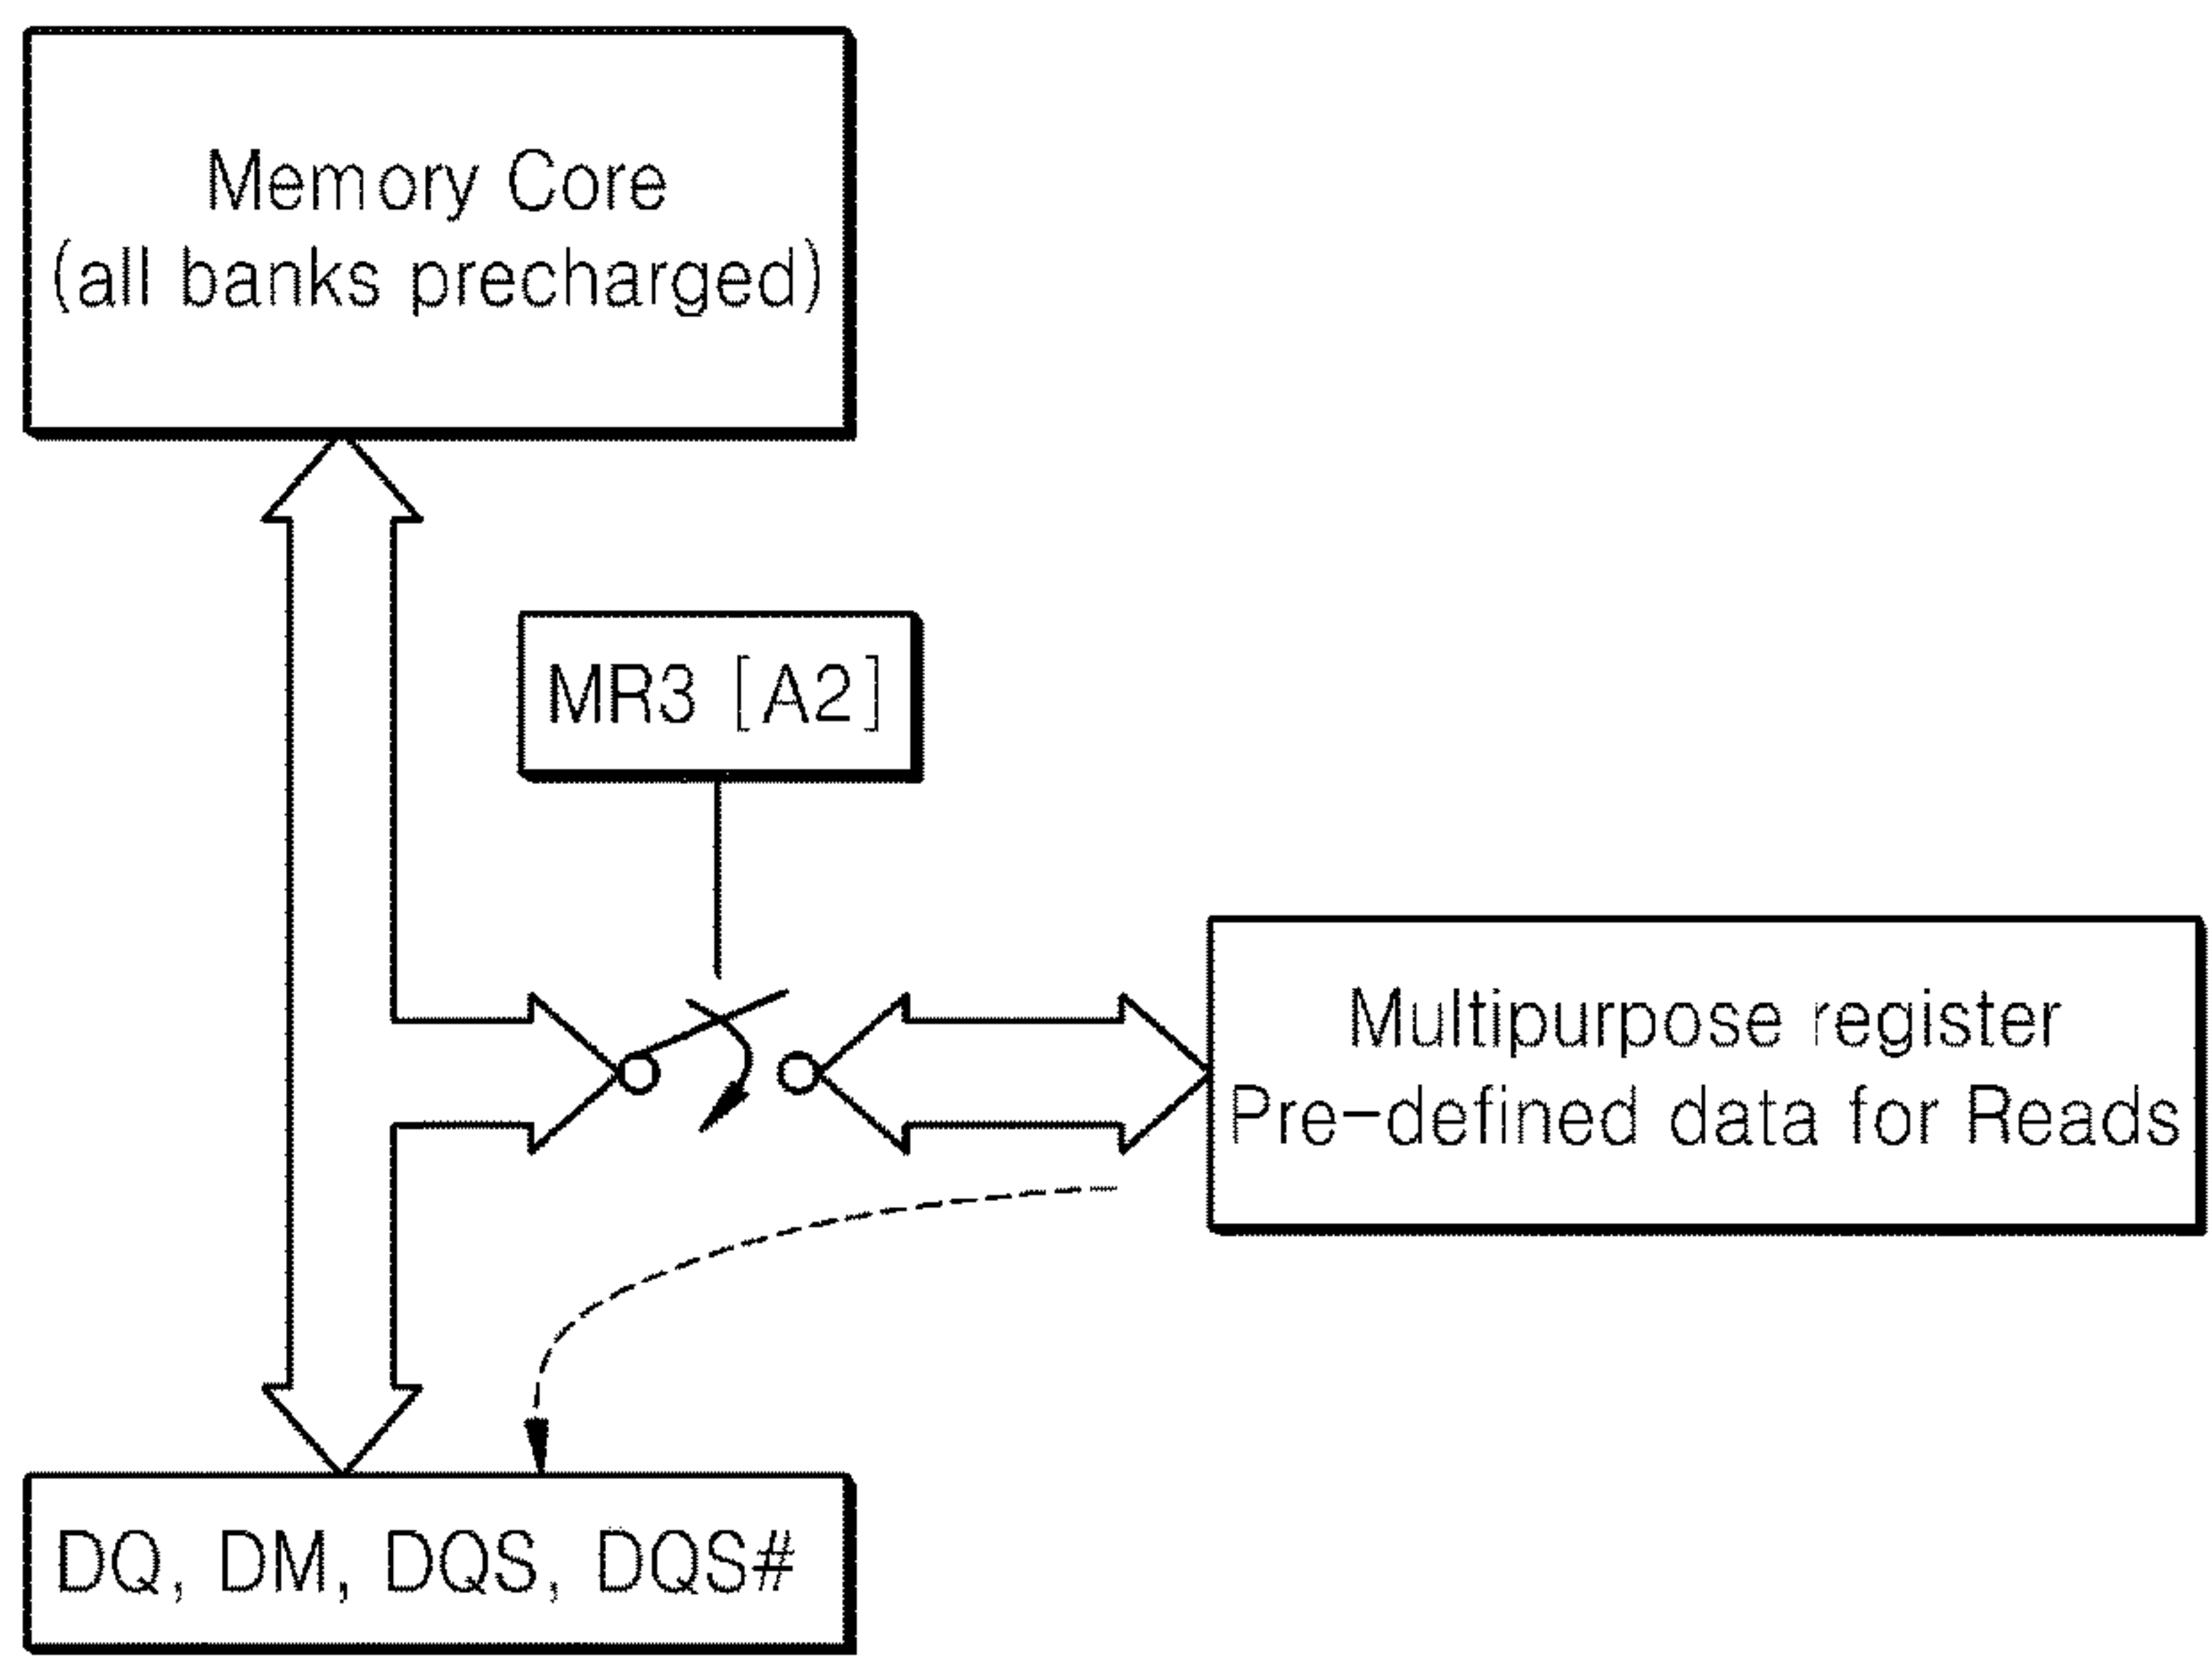 Memory Core
(all banks precharged)
MR3 [A2]
Multipurpose register
Pre-defined data for Reads
DQ, DM, DQS, DQS#